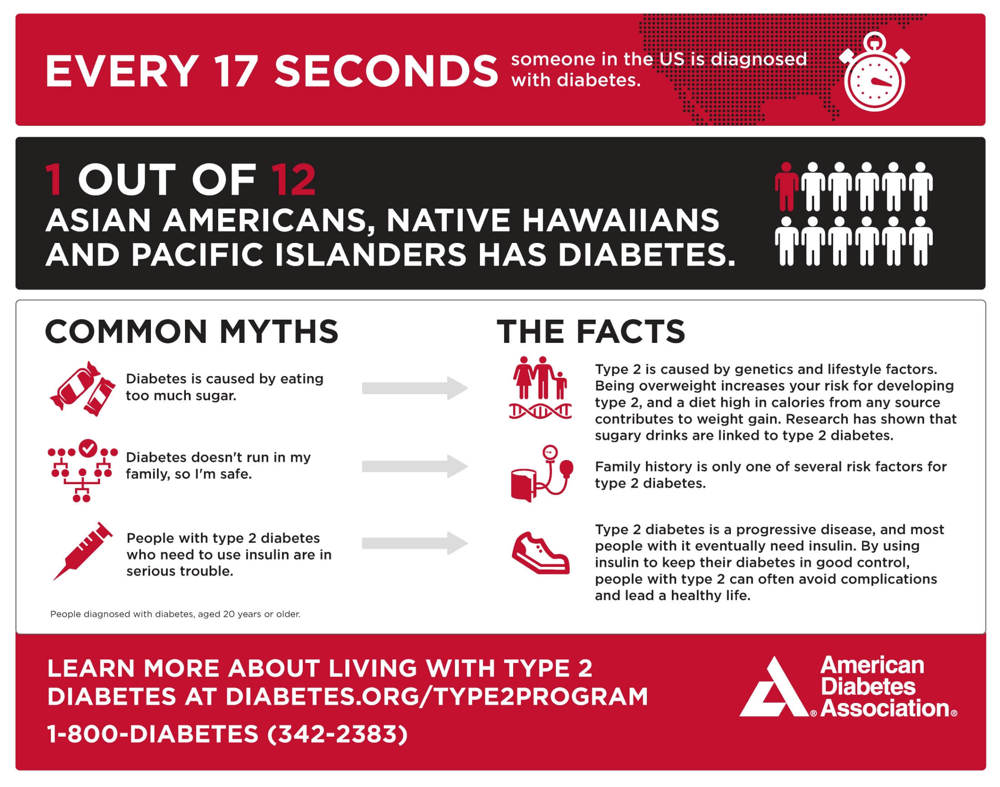 EVERY 17 SECONDS
someone in the US is diagnosed
with diabetes.
1 OUT OF 12
ASIAN AMERICANS, NATIVE HAWAIIANS
AND PACIFIC ISLANDERS HAS DIABETES.
COMMON MYTHS
THE FACTS
Diabetes is caused by eating
too much sugar.
Type 2 is caused by genetics and lifestyle factors.
Being overweight increases your risk for developing
type 2, and a diet high in calories from any source
contributes to weight gain. Research has shown that
sugary drinks are linked to type 2 diabetes.
Diabetes doesn't run in my
family, so I'm safe.
Family history is only one of several risk factors for
type 2 diabetes.
People with type 2 diabetes
who need to use insulin are in
serious trouble.
Type 2 diabetes is a progressive disease, and most
people with it eventually need insulin. By using
insulin to keep their diabetes in good control,
people with type 2 can often avoid complications
and lead a healthy life.
People diagnosed with diabetes, aged 20 years or older.
LEARN MORE ABOUT LIVING WITH TYPE 2
DIABETES AT DIABETES.ORG/TYPE2PROGRAM
1-800-DIABETES (342-2383)
American
Diabetes
® Association®